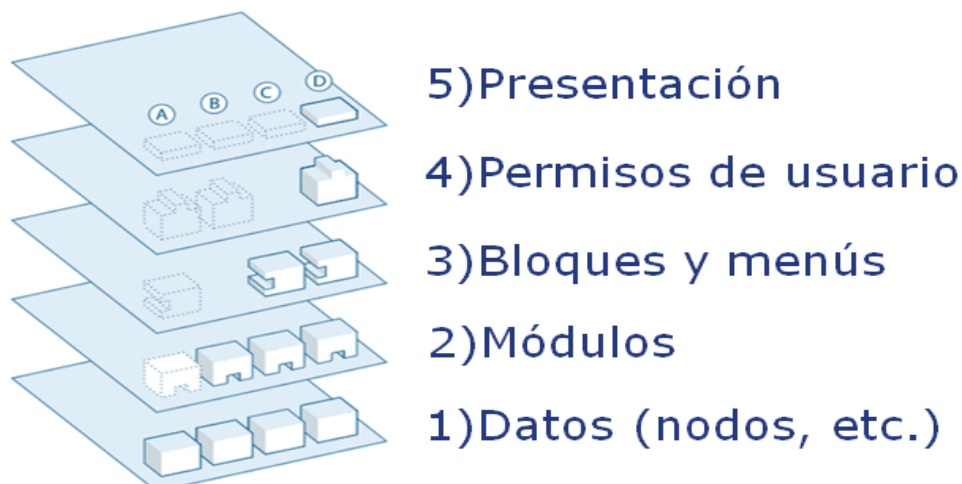 A B C D
5)Presentación
4)Permisos de usuario
3)Bloques y menús
2)Módulos
1)Datos (nodos, etc.)